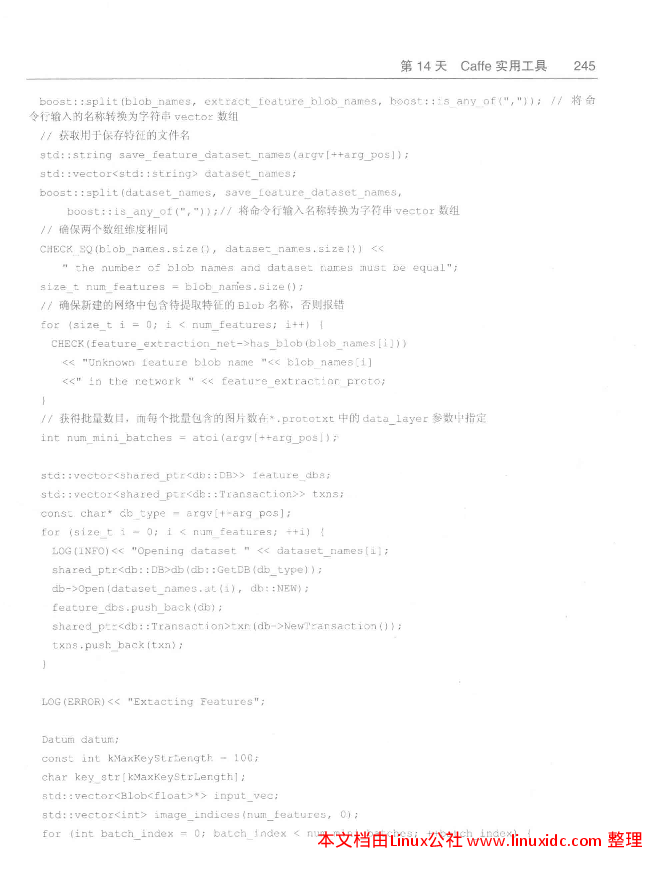 第 14 天 Caffe 实用工具 245
boost::split(blob_names, extract_feature_blob_names, boost::is_any_of(",")); // 将命
令行输入的名称转换为字符串 vector 数组
// 获取用于保存特征的文件名
std::string save_feature_dataset_names(argv[++arg_pos]);
std::vector<std::string> dataset_names;
boost::split(dataset_names, save_feature_dataset_names,
boost::is_any_of(","));// 将命令行输入名称转换为字符串 vector 数组
// 确保两个数组维度相同
CHECK_EQ(blob_names.size(), dataset_names.size()) <<
" the number of blob names and dataset names must be equal";
size_t num_features = blob_names.size();
// 确保新建的网络中包含待提取特征的 Blob 名称，否则报错
for (size_t i = 0; i < num_features; i++) {
CHECK(feature_extraction_net->has_blob(blob_names[i]))
<< "Unknown feature blob name "<< blob_names[i]
<<" in the network " << feature_extraction_proto;
}
// 获得批量数目，而每个批量包含的图片数在*.prototxt 中的 data_layer 参数中指定
int num_mini_batches = atoi(argv[++arg_pos]);
std::vector<shared_ptr<db::DB>> feature_dbs;
std::vector<shared_ptr<db::Transaction>> txns;
const char* db_type = argv[++arg_pos];
for (size_t i = 0; i < num_features; ++i) {
LOG(INFO)<< "Opening dataset " << dataset_names[i];
shared_ptr<db::DB>db(db::GetDB(db_type));
db->Open(dataset_names.at(i), db::NEW);
feature_dbs.push_back(db);
shared_ptr<db::Transaction>txn(db->NewTransaction());
txns.push_back(txn);
}
LOG(ERROR)<< "Extacting Features";
Datum datum;
const int kMaxKeyStrLength = 100;
char key_str[kMaxKeyStrLength];
std::vector<Blob<float>*> input_vec;
std::vector<int> image_indices(num_features, 0);
for (int batch_index = 0; batch_index < num_mini_batches; ++batch_index) {
本文档由Linux公社 www.linuxidc.com 整理